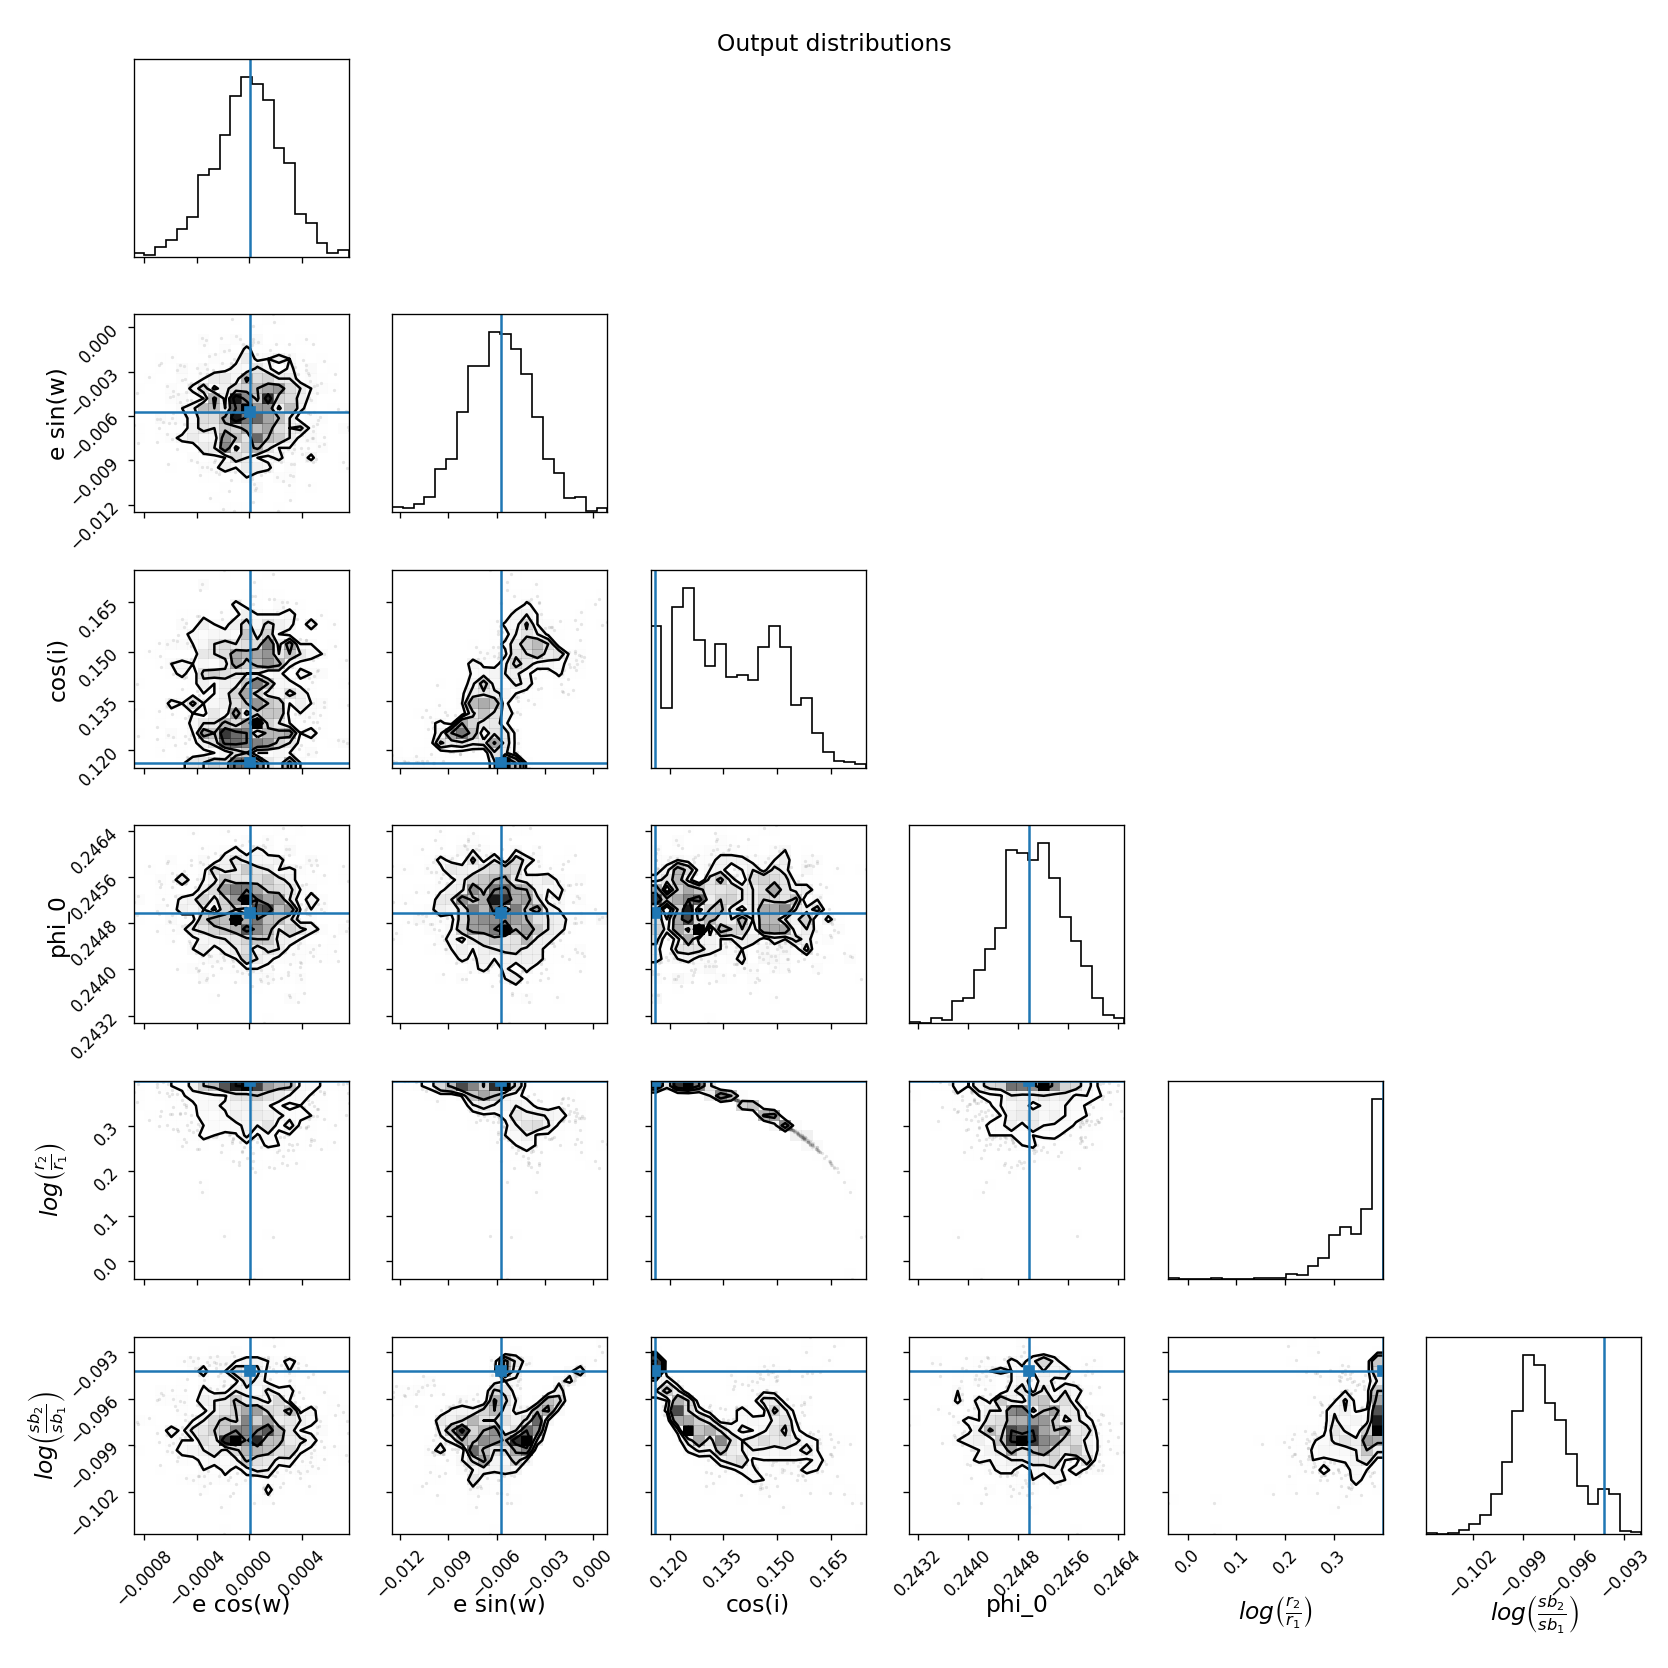 Output distributions
0.000
−0.003
−0.006
−0.009
−0.012
e sin(w)
0.165
0.150
0.135
0.120
cos(i)
0.2464
0.2456
0.2448
0.2440
0.2432
phi_0
0.3
0.2
0.1
0.0
log(r₂/r₁)
−0.093
−0.096
−0.099
−0.102
log(sb₂/sb₁)
−0.0008 −0.0004 0.0000 0.0004
−0.012 −0.009 −0.006 −0.003 0.000
0.120 0.135 0.150 0.165
0.2432 0.2440 0.2448 0.2456 0.2464
0.0 0.1 0.2 0.3
−0.102 −0.099 −0.096 −0.093
e cos(w) e sin(w) cos(i) phi_0 log(r₂/r₁) log(sb₂/sb₁)